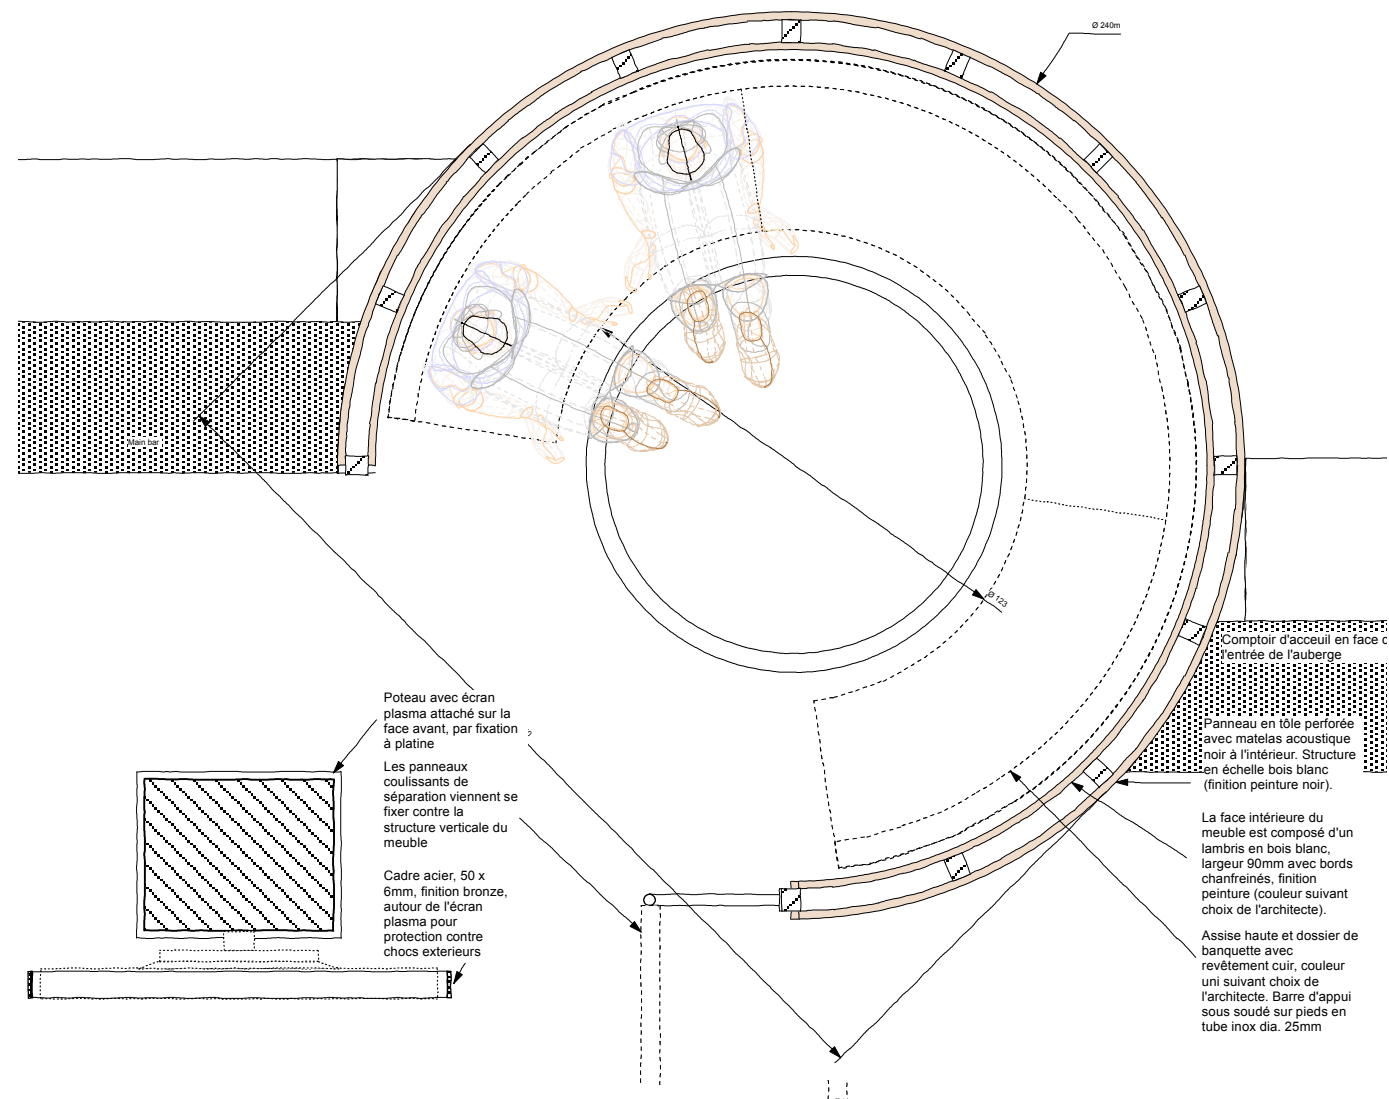 Ø 240m
Main bar
Ø 123
Comptoir d'acceuil en face d
l'entrée de l'auberge
Poteau avec écran
plasma attaché sur la
face avant, par fixation
à platine
Les panneaux
coulissants de
séparation viennent se
fixer contre la
structure verticale du
meuble
Cadre acier, 50 x
6mm, finition bronze,
autour de l'écran
plasma pour
protection contre
chocs exterieurs
Panneau en tôle perforée
avec matelas acoustique
noir à l'intérieur. Structure
en échelle bois blanc
(finition peinture noir).
La face intérieure du
meuble est composé d'un
lambris en bois blanc,
largeur 90mm avec bords
chanfreinés, finition
peinture (couleur suivant
choix de l'architecte).
Assise haute et dossier de
banquette avec
revêtement cuir, couleur
uni suivant choix de
l'architecte. Barre d'appui
sous soudé sur pieds en
tube inox dia. 25mm